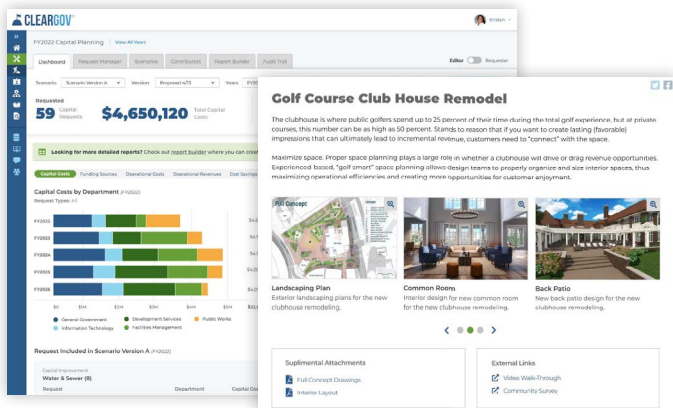 CLEARGOV
Kristen
FY2022 Capital Planning | View All Years
Dashboard
Request Manager
Scenarios
Contributors
Report Builder
Audit Trail
Editor
Requester
Scenario
Scenario Version A
Version
Proposed 4/13
Years
Requested
59 Capital Requests
$4,650,120 Total Capital Costs
Looking for more detailed reports? Check out report builder where you can
Capital Costs
Funding Sources
Operational Costs
Operational Revenues
Cost Savings
Capital Costs by Department (FY2022)
Request Types: All
FY2022
FY2023
FY2024
FY2025
FY2026
$0 $1M $2M $3M $4M $5M
General Government
Development Services
Public Works
Information Technology
Facilities Management
Request Included in Scenario Version A (FY2022)
Capital Improvement
Water & Sewer (8)
Request
Department
Golf Course Club House Remodel
The clubhouse is where public golfers spend up to 25 percent of their time during the total golf experience, but at private
courses, this number can be as high as 50 percent. Stands to reason that if you want to create lasting (favorable)
impressions that can ultimately lead to incremental revenue, customers need to "connect" with the space.
Maximize space. Proper space planning plays a large role in whether a clubhouse will drive or drag revenue opportunities.
Experienced based, "golf smart" space planning allows design teams to properly organize and size interior spaces, thus
maximizing operational efficiencies and creating more opportunities for customer enjoyment.
Full Concept
Landscaping Plan
Exterior landscaping plans for the new
clubhouse remodeling.
Common Room
Interior design for new common room
for the new clubhouse remodeling.
Back Patio
New back patio design for the new
clubhouse remodeling.
Suplimental Attachments
Full Concept Drawings
Interior Layout
External Links
Video Walk-Through
Community Survey